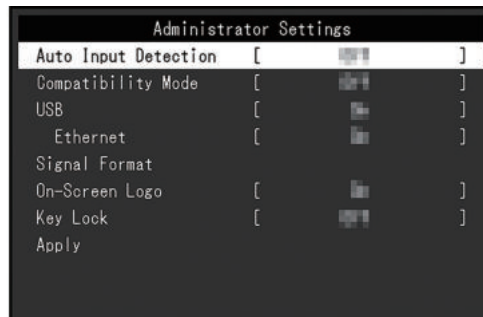 Administrator Settings
Auto Input Detection [ ]
Compatibility Mode [ ]
USB [ ]
Ethernet [ ]
Signal Format
On-Screen Logo [ ]
Key Lock [ ]
Apply